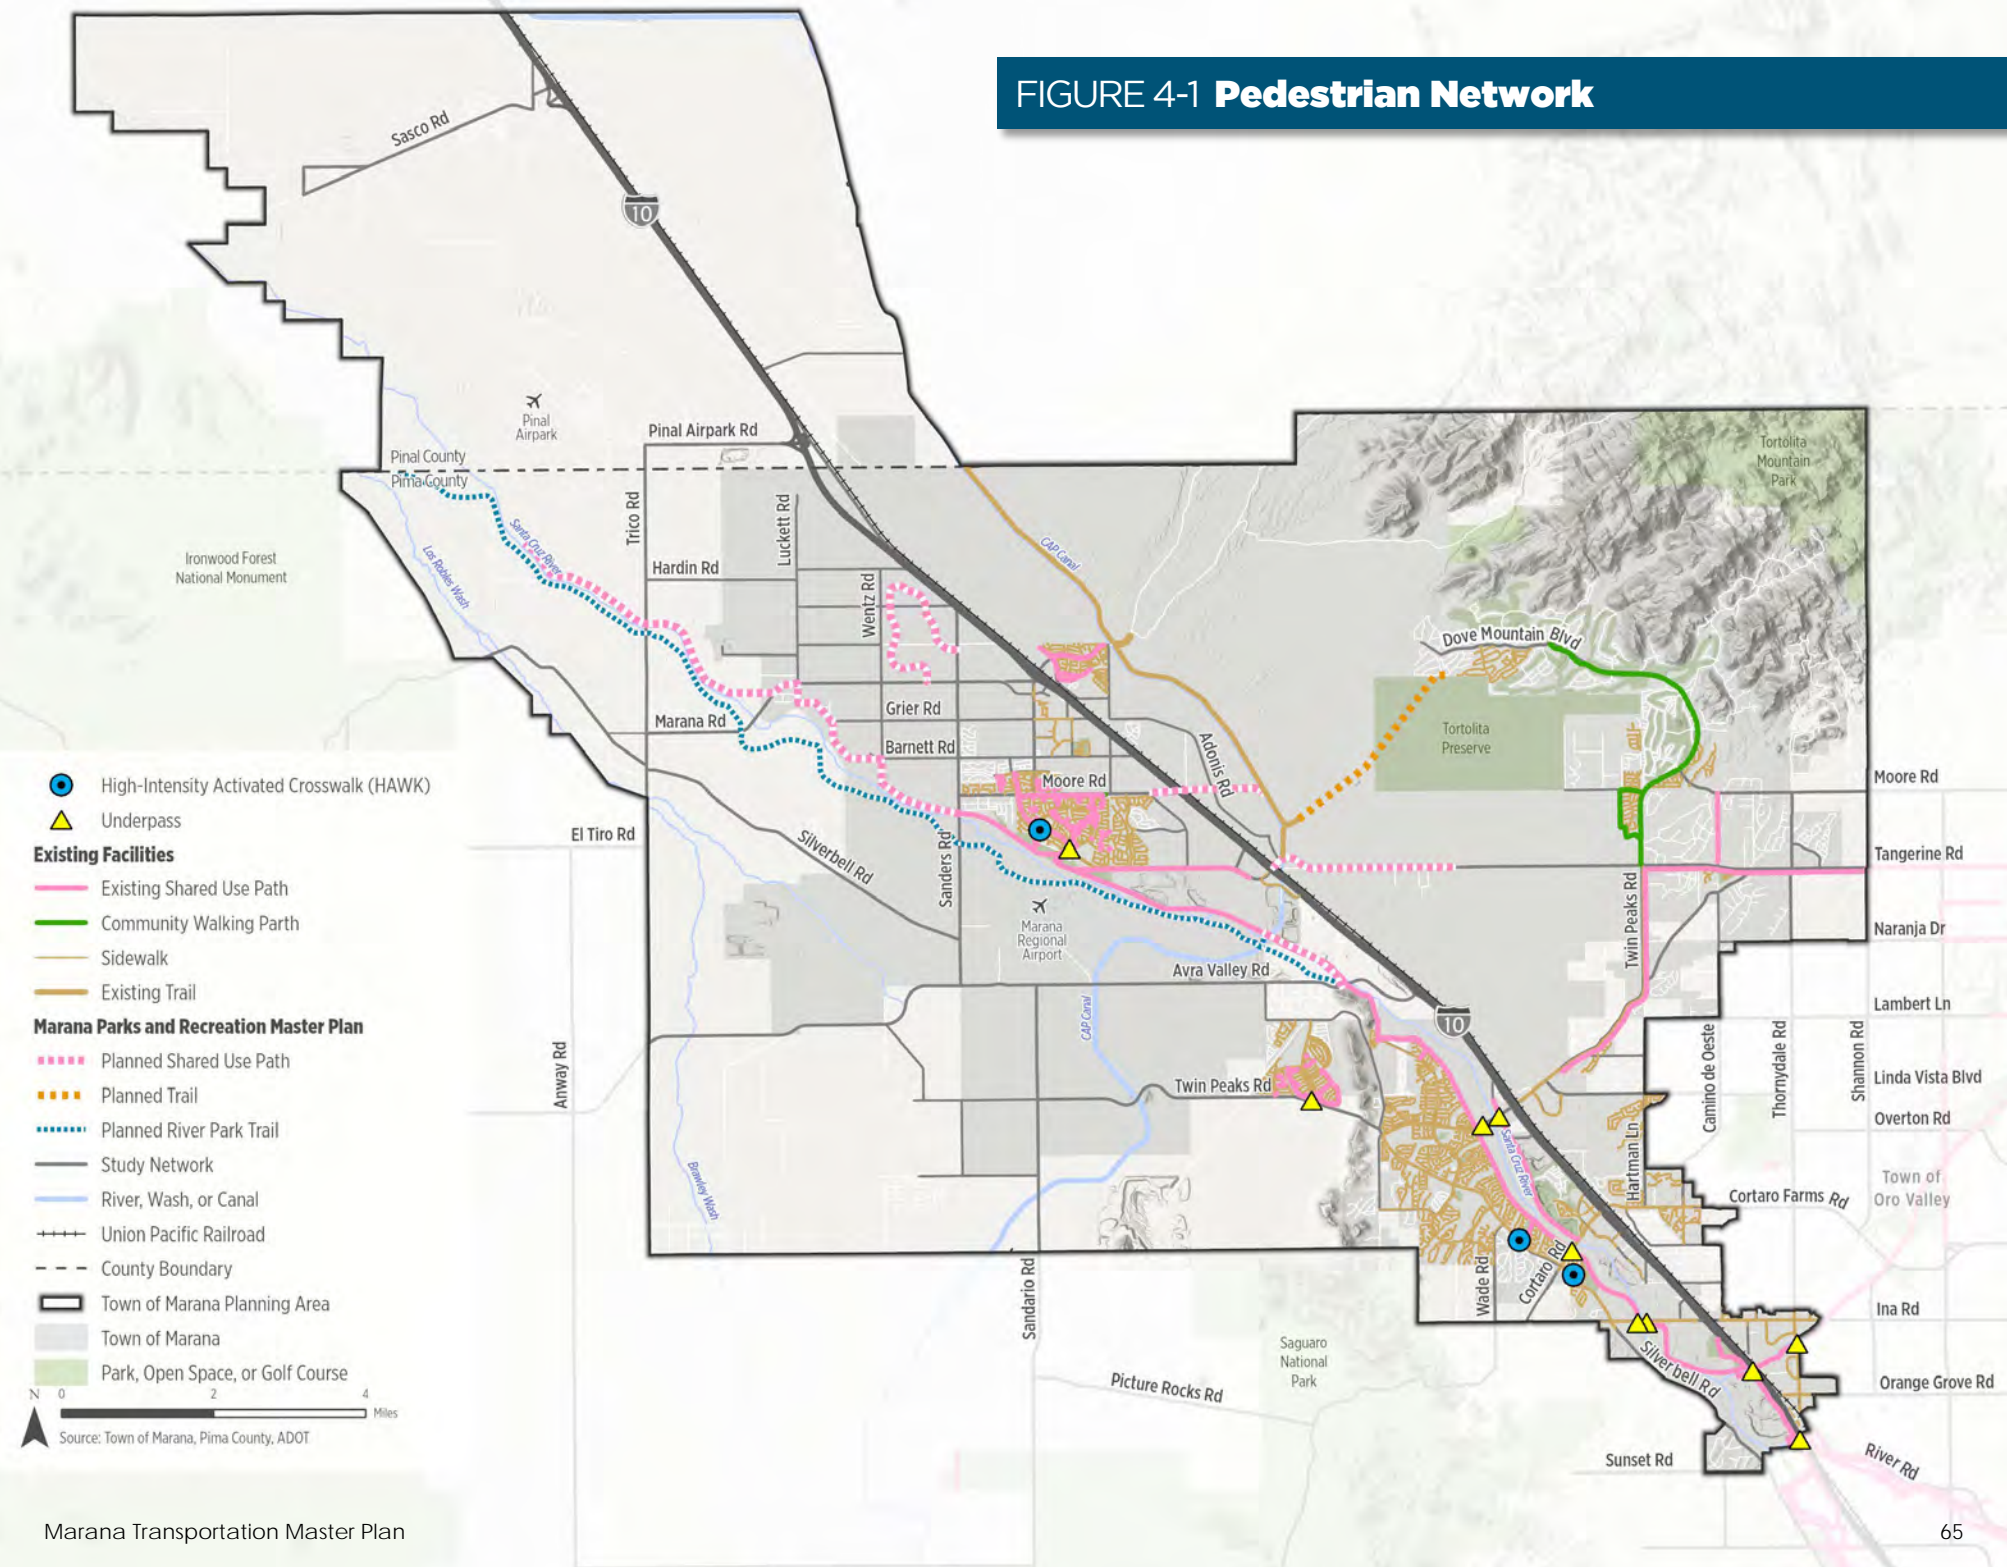 FIGURE 4-1 Pedestrian Network
Sasco Rd
10
Pinal
Airpark
Pinal Airpark Rd
Pinal County
Pima County
Tortolita
Mountain
Park
Ironwood Forest
National Monument
Los Robles Wash
Santa Cruz River
Trico Rd
Luckett Rd
Hardin Rd
Wentz Rd
CAP Canal
Dove Mountain Blvd
Marana Rd
Grier Rd
Barnett Rd
Moore Rd
Adonis Rd
Tortolita
Preserve
Moore Rd
El Tiro Rd
Silverbell Rd
Sanders Rd
Tangerine Rd
Marana
Regional
Airport
Twin Peaks Rd
Naranja Dr
Avra Valley Rd
CAP Canal
10
Lambert Ln
Anway Rd
Twin Peaks Rd
Camino de Oeste
Thornydale Rd
Shannon Rd
Linda Vista Blvd
Overton Rd
Brawley Wash
Santa Cruz River
Hartman Ln
Town of
Oro Valley
Cortaro Farms Rd
Sandario Rd
Wade Rd
Cortaro Rd
Ina Rd
Saguaro
National
Park
Silverbell Rd
Picture Rocks Rd
Orange Grove Rd
Sunset Rd
River Rd
High-Intensity Activated Crosswalk (HAWK)
Underpass
Existing Facilities
Existing Shared Use Path
Community Walking Parth
Sidewalk
Existing Trail
Marana Parks and Recreation Master Plan
Planned Shared Use Path
Planned Trail
Planned River Park Trail
Study Network
River, Wash, or Canal
Union Pacific Railroad
County Boundary
Town of Marana Planning Area
Town of Marana
Park, Open Space, or Golf Course
N 0 2 4
Miles
Source: Town of Marana, Pima County, ADOT
Marana Transportation Master Plan
65